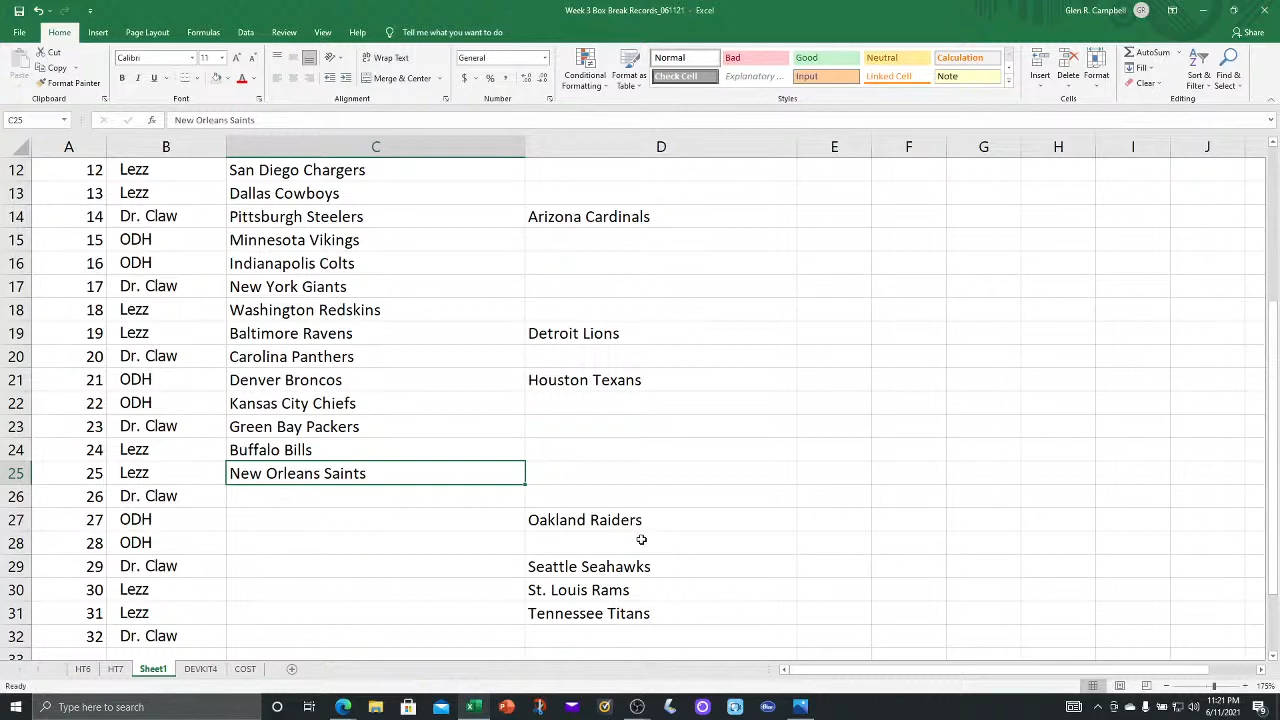 Week 3 Box Break Records_061121 - Excel
Glen R. Campbell
File Home Insert Page Layout Formulas Data Review View Help Tell me what you want to do
Share
Paste
Cut
Copy
Format Painter
Clipboard
Calibri 11
B I U
Font
Wrap Text
Merge & Center
Alignment
General
$ % ,
Number
Conditional Formatting
Format as Table
Normal Bad Good Neutral Calculation
Check Cell Explanatory ... Input Linked Cell Note
Styles
Insert Delete Format
Cells
AutoSum
Fill
Clear
Sort & Filter
Find & Select
Editing
C25
New Orleans Saints
A B C D E F G H I J
12 12 Lezz San Diego Chargers
13 13 Lezz Dallas Cowboys
14 14 Dr. Claw Pittsburgh Steelers Arizona Cardinals
15 15 ODH Minnesota Vikings
16 16 ODH Indianapolis Colts
17 17 Dr. Claw New York Giants
18 18 Lezz Washington Redskins
19 19 Lezz Baltimore Ravens Detroit Lions
20 20 Dr. Claw Carolina Panthers
21 21 ODH Denver Broncos Houston Texans
22 22 ODH Kansas City Chiefs
23 23 Dr. Claw Green Bay Packers
24 24 Lezz Buffalo Bills
25 25 Lezz New Orleans Saints
26 26 Dr. Claw
27 27 ODH Oakland Raiders
28 28 ODH
29 29 Dr. Claw Seattle Seahawks
30 30 Lezz St. Louis Rams
31 31 Lezz Tennessee Titans
32 32 Dr. Claw
33
HT6 HT7 Sheet1 DEVKIT4 COST
Ready
175%
Type here to search
11:21 PM
6/11/2021